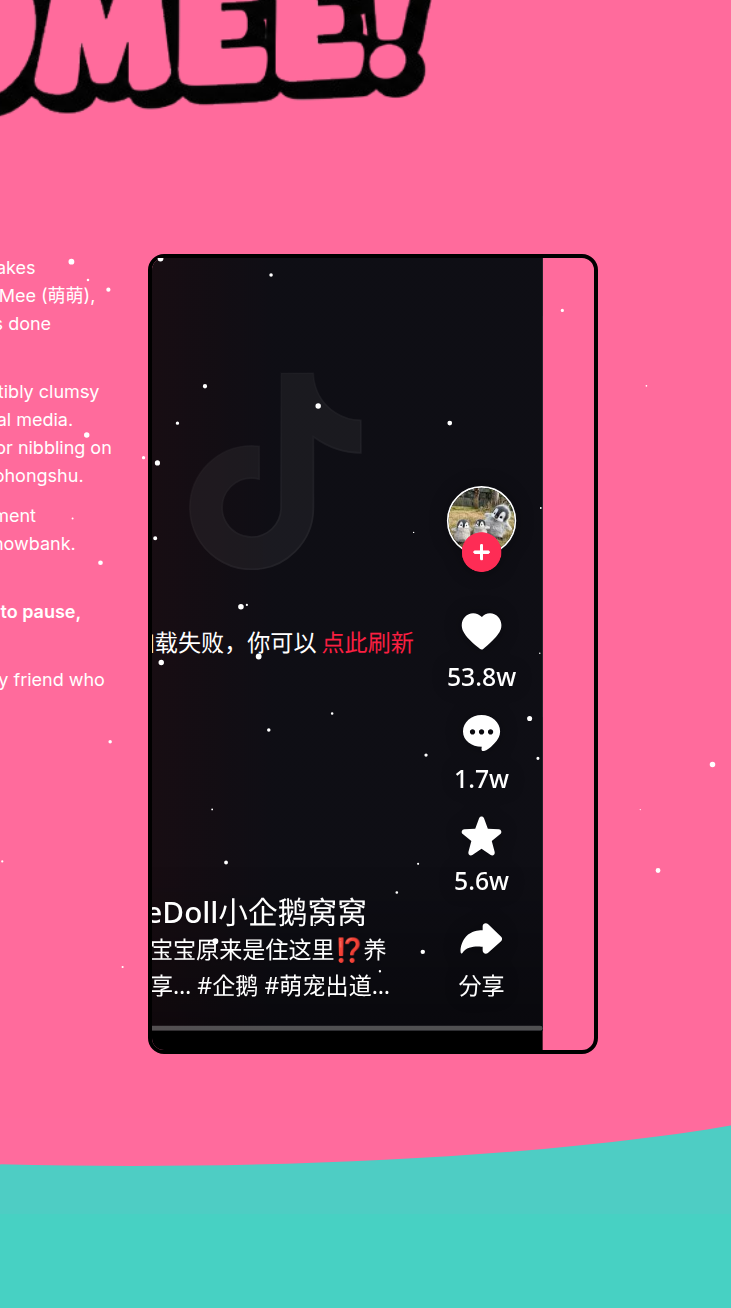 OMEE!
akes
Mee (萌萌),
s done
tibly clumsy
al media.
or nibbling on
ohongshu.
ment
nowbank.
to pause,
y friend who
载失败，你可以 点此刷新
53.8w
1.7w
5.6w
eDoll小企鹅窝窝
宝宝原来是住这里⁉️养
享... #企鹅 #萌宠出道...
分享